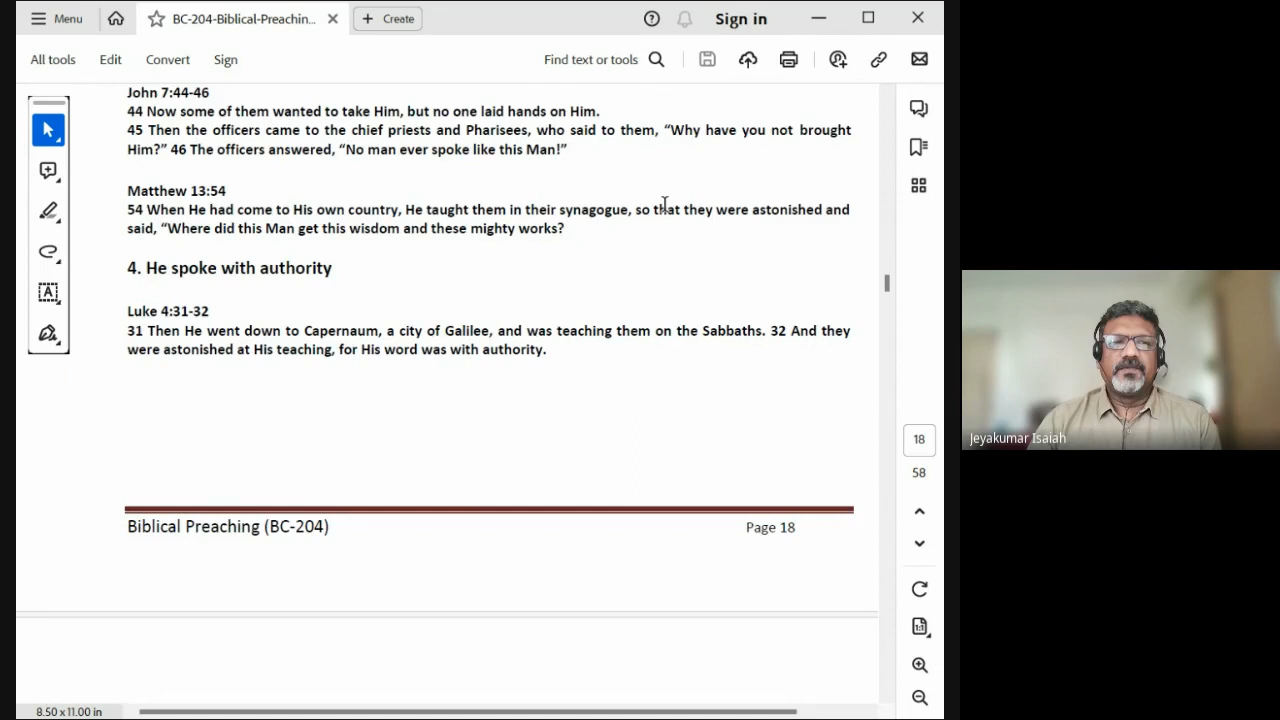 Menu
BC-204-Biblical-Preachin...
Create
Sign in
All tools
Edit
Convert
Sign
Find text or tools
John 7:44-46
44 Now some of them wanted to take Him, but no one laid hands on Him.
45 Then the officers came to the chief priests and Pharisees, who said to them, “Why have you not brought
Him?” 46 The officers answered, “No man ever spoke like this Man!”
Matthew 13:54
54 When He had come to His own country, He taught them in their synagogue, so that they were astonished and
said, “Where did this Man get this wisdom and these mighty works?
4. He spoke with authority
Luke 4:31-32
31 Then He went down to Capernaum, a city of Galilee, and was teaching them on the Sabbaths. 32 And they
were astonished at His teaching, for His word was with authority.
Biblical Preaching (BC-204)
Page 18
18
58
1:1
8.50 x 11.00 in
Jeyakumar Isaiah